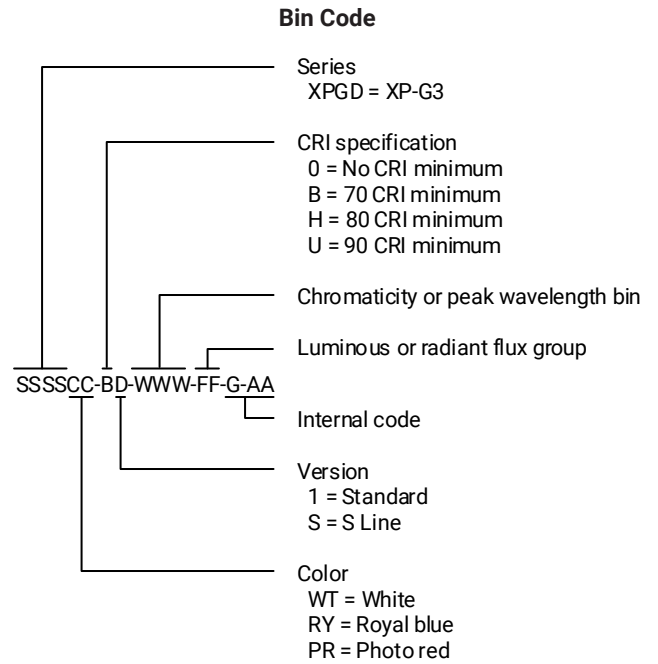 Bin Code
Series
XPGD = XP-G3
CRI specification
0 = No CRI minimum
B = 70 CRI minimum
H = 80 CRI minimum
U = 90 CRI minimum
Chromaticity or peak wavelength bin
Luminous or radiant flux group
SSSSCC-BD-WWW-FF-G-AA
Internal code
Version
1 = Standard
S = S Line
Color
WT = White
RY = Royal blue
PR = Photo red